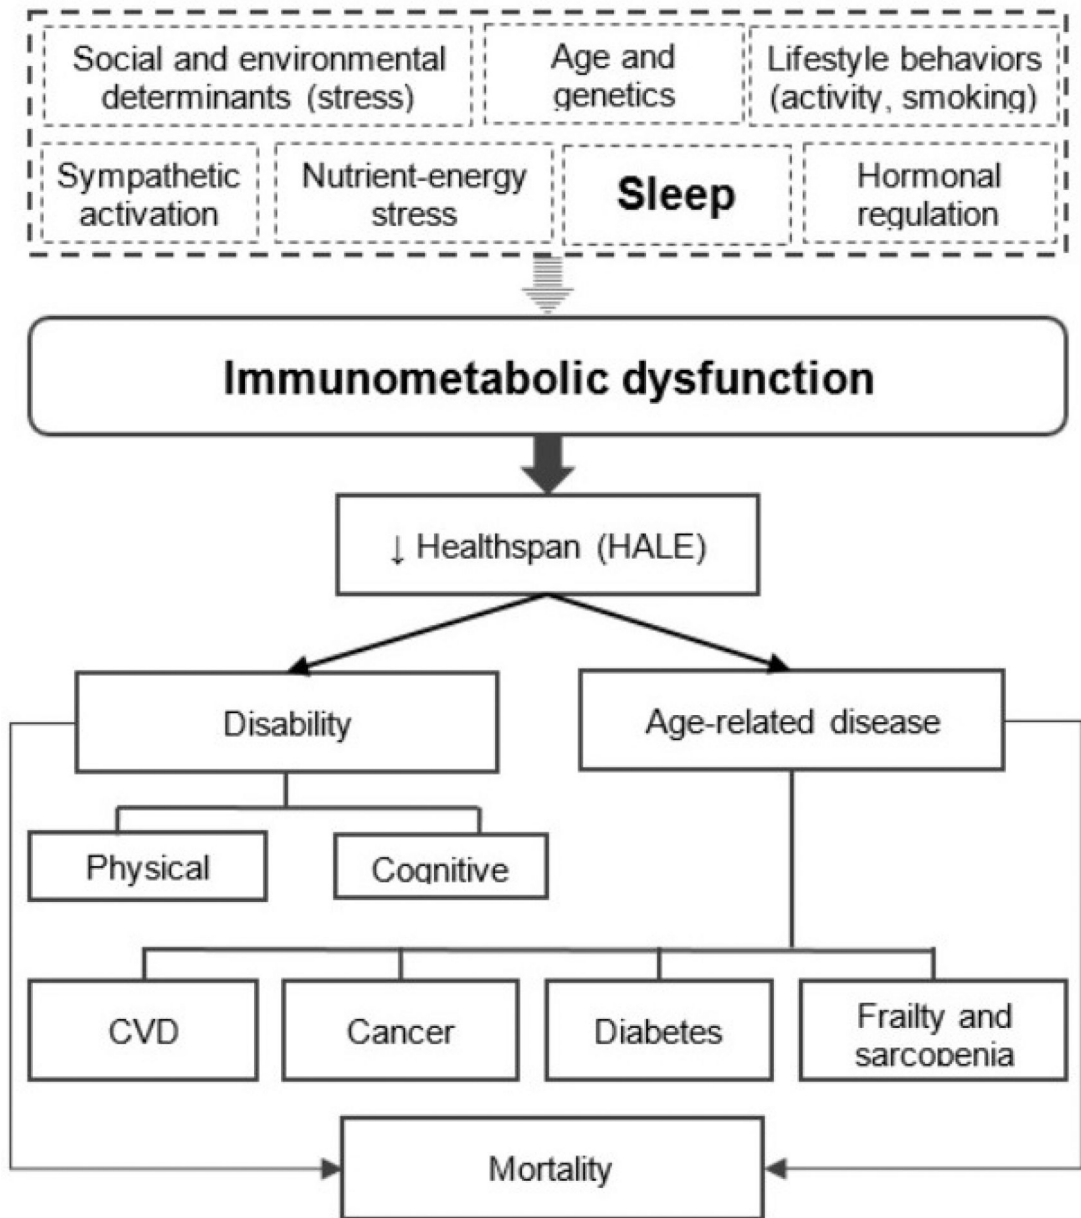 Social and environmental
determinants (stress)
Age and
genetics
Lifestyle behaviors
(activity, smoking)
Sympathetic
activation
Nutrient-energy
stress
Sleep
Hormonal
regulation
Immunometabolic dysfunction
↓ Healthspan (HALE)
Disability
Age-related disease
Physical
Cognitive
CVD
Cancer
Diabetes
Frailty and
sarcopenia
Mortality